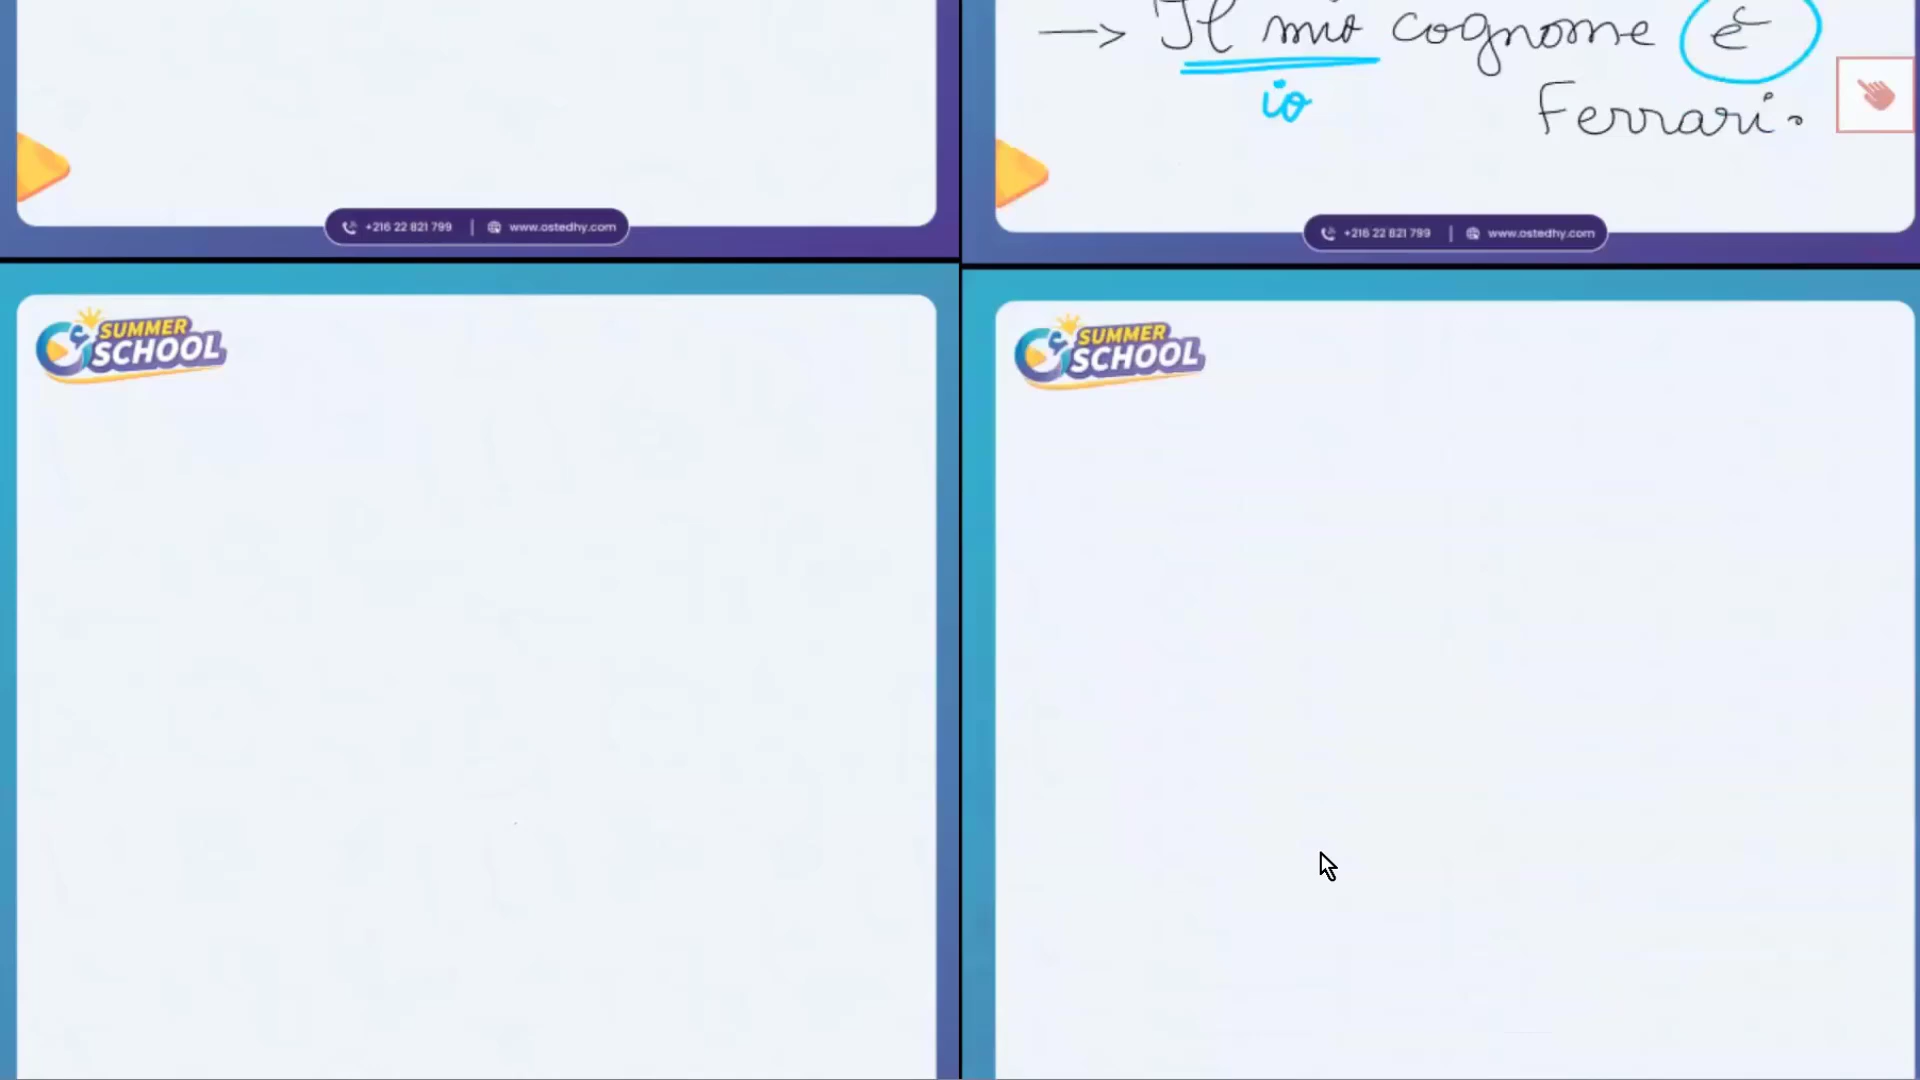 → Il mio cognome è
io
Ferrari.
+216 22 821 799 | www.ostedhy.com
+216 22 821 799 | www.ostedhy.com
SUMMER
SCHOOL
SUMMER
SCHOOL